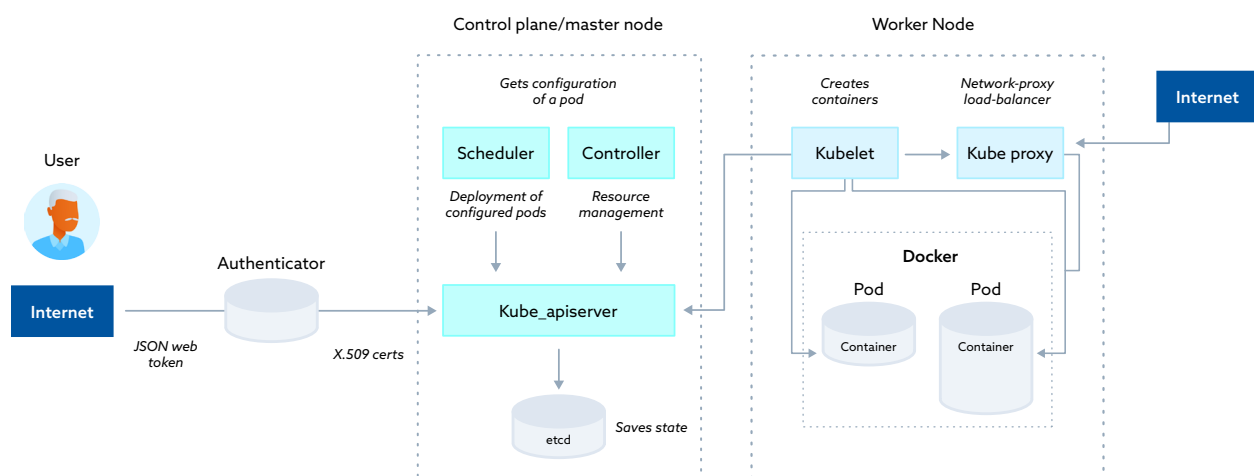 Control plane/master node
Worker Node
Gets configuration
of a pod
Creates
containers
Network-proxy
load-balancer
Internet
Scheduler
Controller
Kubelet
Kube proxy
User
Deployment of
configured pods
Resource
management
Authenticator
Docker
Internet
Kube_apiserver
Pod
Pod
JSON web
token
X.509 certs
Container
Container
etcd
Saves state